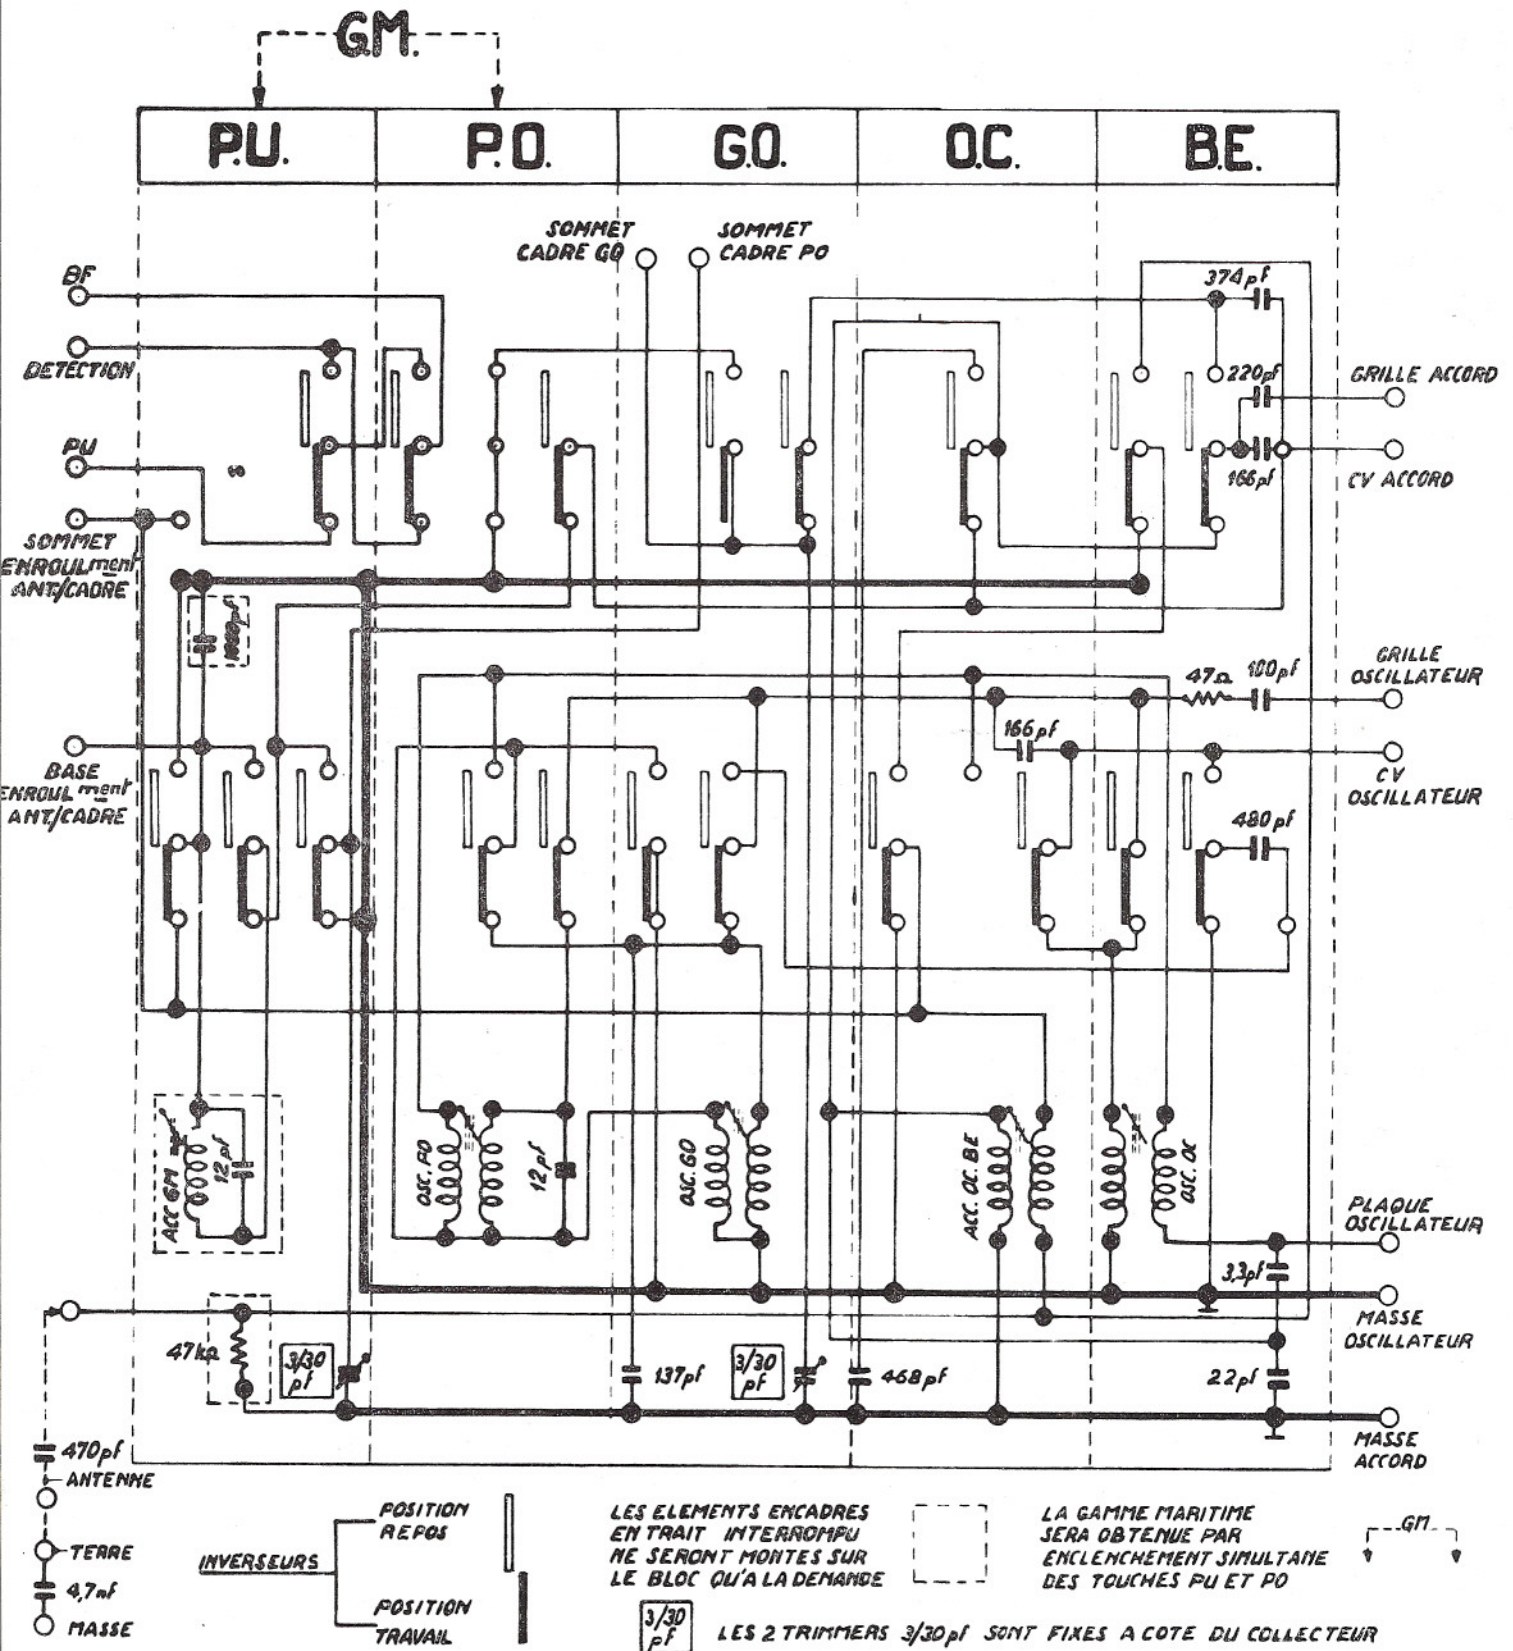 G.M.
P.U. P.O. G.O. O.C. B.E.
SOMMET
CADRE GO
SOMMET
CADRE PO
BF
374pf
DETECTION
220pf
GRILLE ACCORD
PU
166pf
CV ACCORD
SOMMET
ENROULment
ANT/CADRE
GRILLE
OSCILLATEUR
47Ω 100pf
166pf
BASE
ENROULment
ANT/CADRE
CV
OSCILLATEUR
480pf
ACC GM
12pf
OSC. PO
12pf
OSC. GO
ACC. OC. BE
OSC. OC
PLAQUE
OSCILLATEUR
3,3pf
MASSE
OSCILLATEUR
47kΩ
3/30
pf
137pf
3/30
pf
468pf
22pf
MASSE
ACCORD
470pf
ANTENNE
TERRE
4,7nf
MASSE
INVERSEURS
POSITION
REPOS
POSITION
TRAVAIL
LES ELEMENTS ENCADRES
EN TRAIT INTERROMPU
NE SERONT MONTES SUR
LE BLOC QU'A LA DEMANDE
LA GAMME MARITIME
SERA OBTENUE PAR
ENCLENCHEMENT SIMULTANE
DES TOUCHES PU ET PO
GM
3/30
pf
LES 2 TRIMMERS 3/30pf SONT FIXES A COTE DU COLLECTEUR